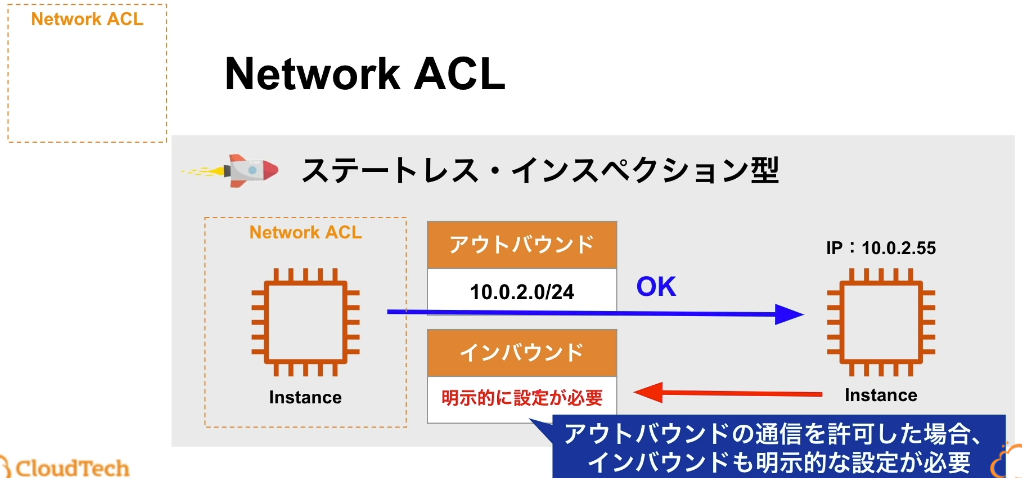 Network ACL
Network ACL
ステートレス・インスペクション型
Network ACL
アウトバウンド
10.0.2.0/24
OK
IP：10.0.2.55
インバウンド
明示的に設定が必要
Instance
Instance
アウトバウンドの通信を許可した場合、
インバウンドも明示的な設定が必要
CloudTech